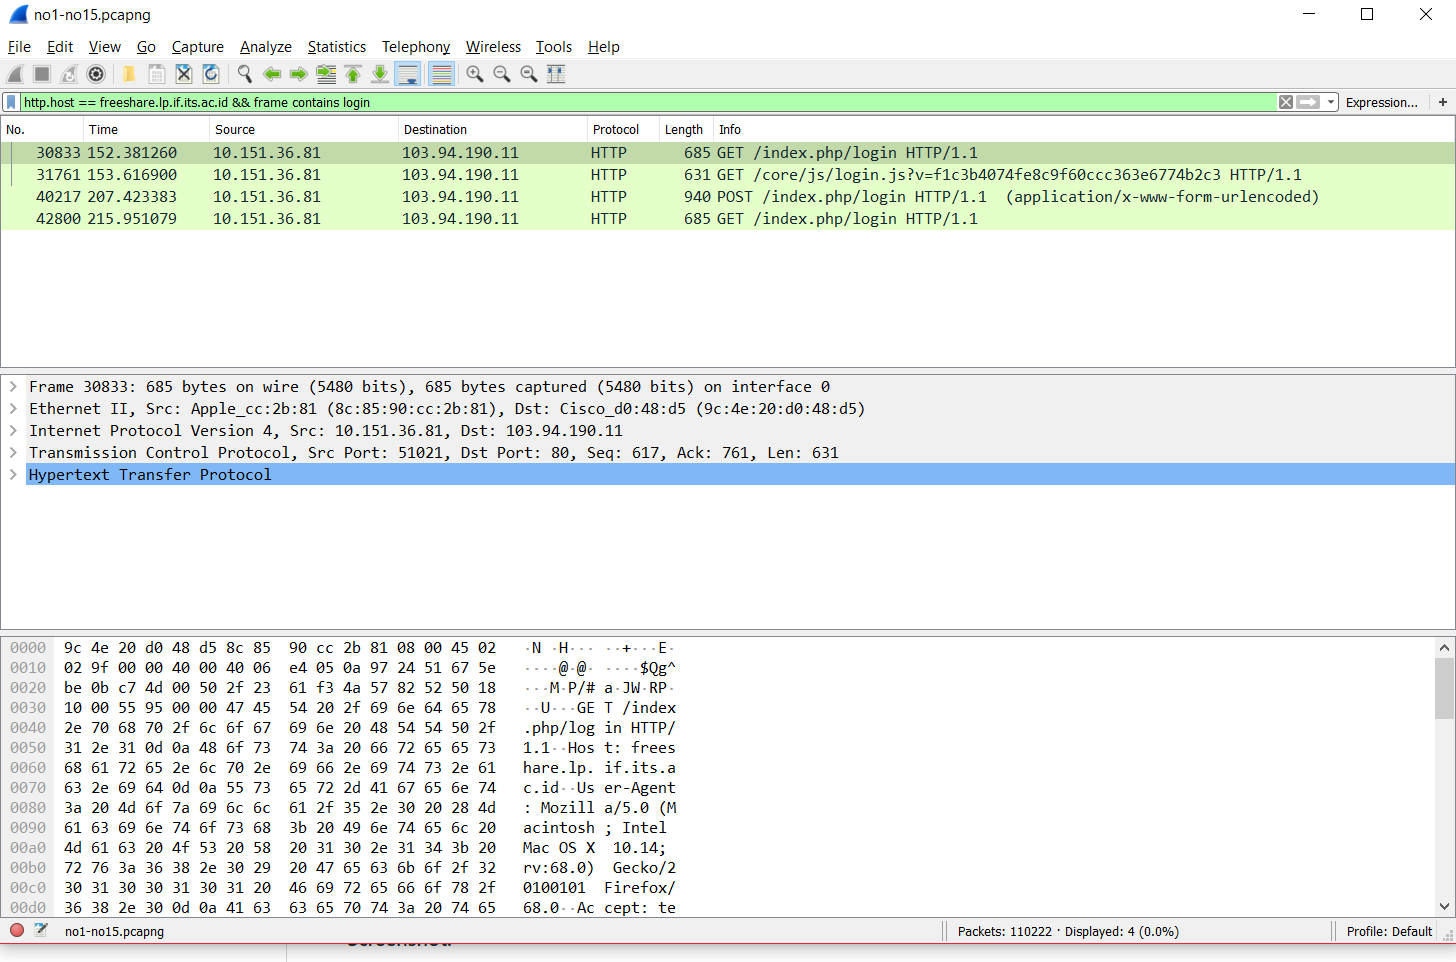 no1-no15.pcapng
File Edit View Go Capture Analyze Statistics Telephony Wireless Tools Help
http.host == freeshare.lp.if.its.ac.id && frame contains login
Expression... +
No. Time Source Destination Protocol Length Info
30833 152.381260 10.151.36.81 103.94.190.11 HTTP 685 GET /index.php/login HTTP/1.1
31761 153.616900 10.151.36.81 103.94.190.11 HTTP 631 GET /core/js/login.js?v=f1c3b4074fe8c9f60ccc363e6774b2c3 HTTP/1.1
40217 207.423383 10.151.36.81 103.94.190.11 HTTP 940 POST /index.php/login HTTP/1.1  (application/x-www-form-urlencoded)
42800 215.951079 10.151.36.81 103.94.190.11 HTTP 685 GET /index.php/login HTTP/1.1
Frame 30833: 685 bytes on wire (5480 bits), 685 bytes captured (5480 bits) on interface 0
Ethernet II, Src: Apple_cc:2b:81 (8c:85:90:cc:2b:81), Dst: Cisco_d0:48:d5 (9c:4e:20:d0:48:d5)
Internet Protocol Version 4, Src: 10.151.36.81, Dst: 103.94.190.11
Transmission Control Protocol, Src Port: 51021, Dst Port: 80, Seq: 617, Ack: 761, Len: 631
Hypertext Transfer Protocol
0000 9c 4e 20 d0 48 d5 8c 85 90 cc 2b 81 08 00 45 02 ·N ·H··· ··+···E·
0010 02 9f 00 00 40 00 40 06 e4 05 0a 97 24 51 67 5e ····@·@· ····$Qg^
0020 be 0b c7 4d 00 50 2f 23 61 f3 4a 57 82 52 50 18 ···M·P/# a·JW·RP·
0030 10 00 55 95 00 00 47 45 54 20 2f 69 6e 64 65 78 ··U···GE T /index
0040 2e 70 68 70 2f 6c 6f 67 69 6e 20 48 54 54 50 2f .php/log in HTTP/
0050 31 2e 31 0d 0a 48 6f 73 74 3a 20 66 72 65 65 73 1.1··Hos t: frees
0060 68 61 72 65 2e 6c 70 2e 69 66 2e 69 74 73 2e 61 hare.lp. if.its.a
0070 63 2e 69 64 0d 0a 55 73 65 72 2d 41 67 65 6e 74 c.id··Us er-Agent
0080 3a 20 4d 6f 7a 69 6c 6c 61 2f 35 2e 30 20 28 4d : Mozill a/5.0 (M
0090 61 63 69 6e 74 6f 73 68 3b 20 49 6e 74 65 6c 20 acintosh ; Intel
00a0 4d 61 63 20 4f 53 20 58 20 31 30 2e 31 34 3b 20 Mac OS X  10.14;
00b0 72 76 3a 36 38 2e 30 29 20 47 65 63 6b 6f 2f 32 rv:68.0)  Gecko/2
00c0 30 31 30 30 31 30 31 20 46 69 72 65 66 6f 78 2f 0100101  Firefox/
00d0 36 38 2e 30 0d 0a 41 63 63 65 70 74 3a 20 74 65 68.0··Ac cept: te
no1-no15.pcapng
Packets: 110222 · Displayed: 4 (0.0%)
Profile: Default